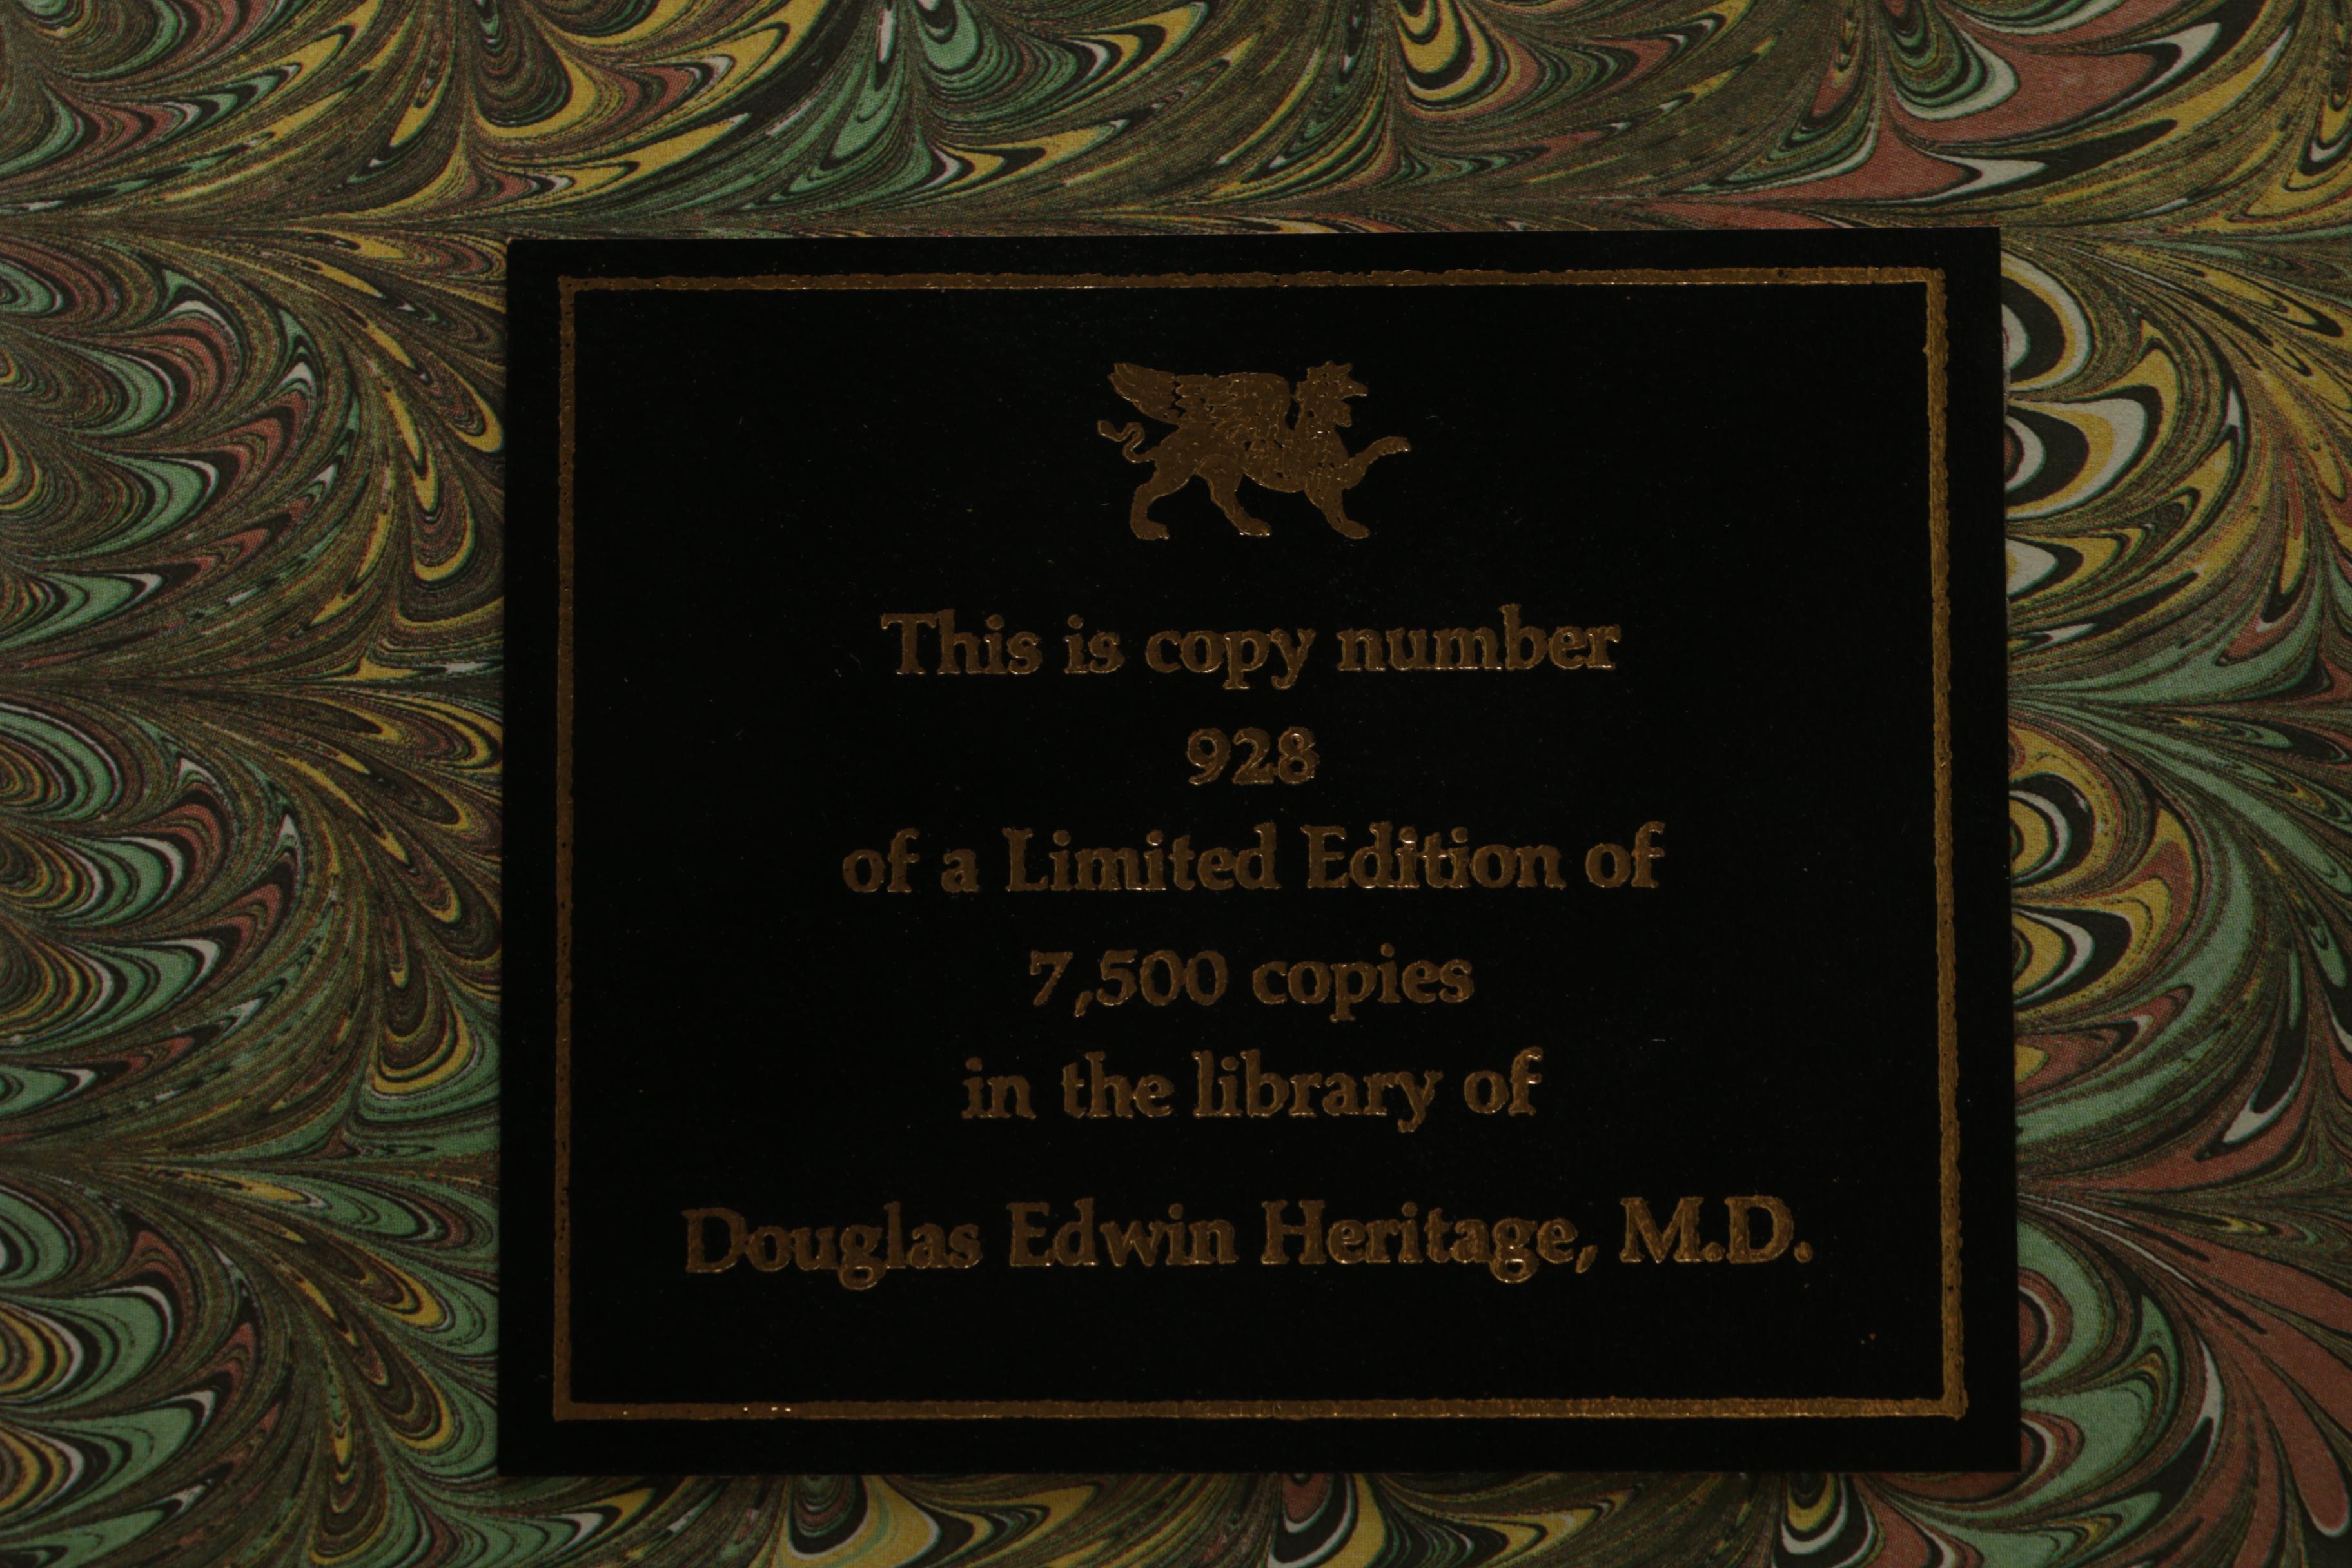 This is copy number
928
of a Limited Edition of
7,500 copies
in the library of
Douglas Edwin Heritage, M.D.